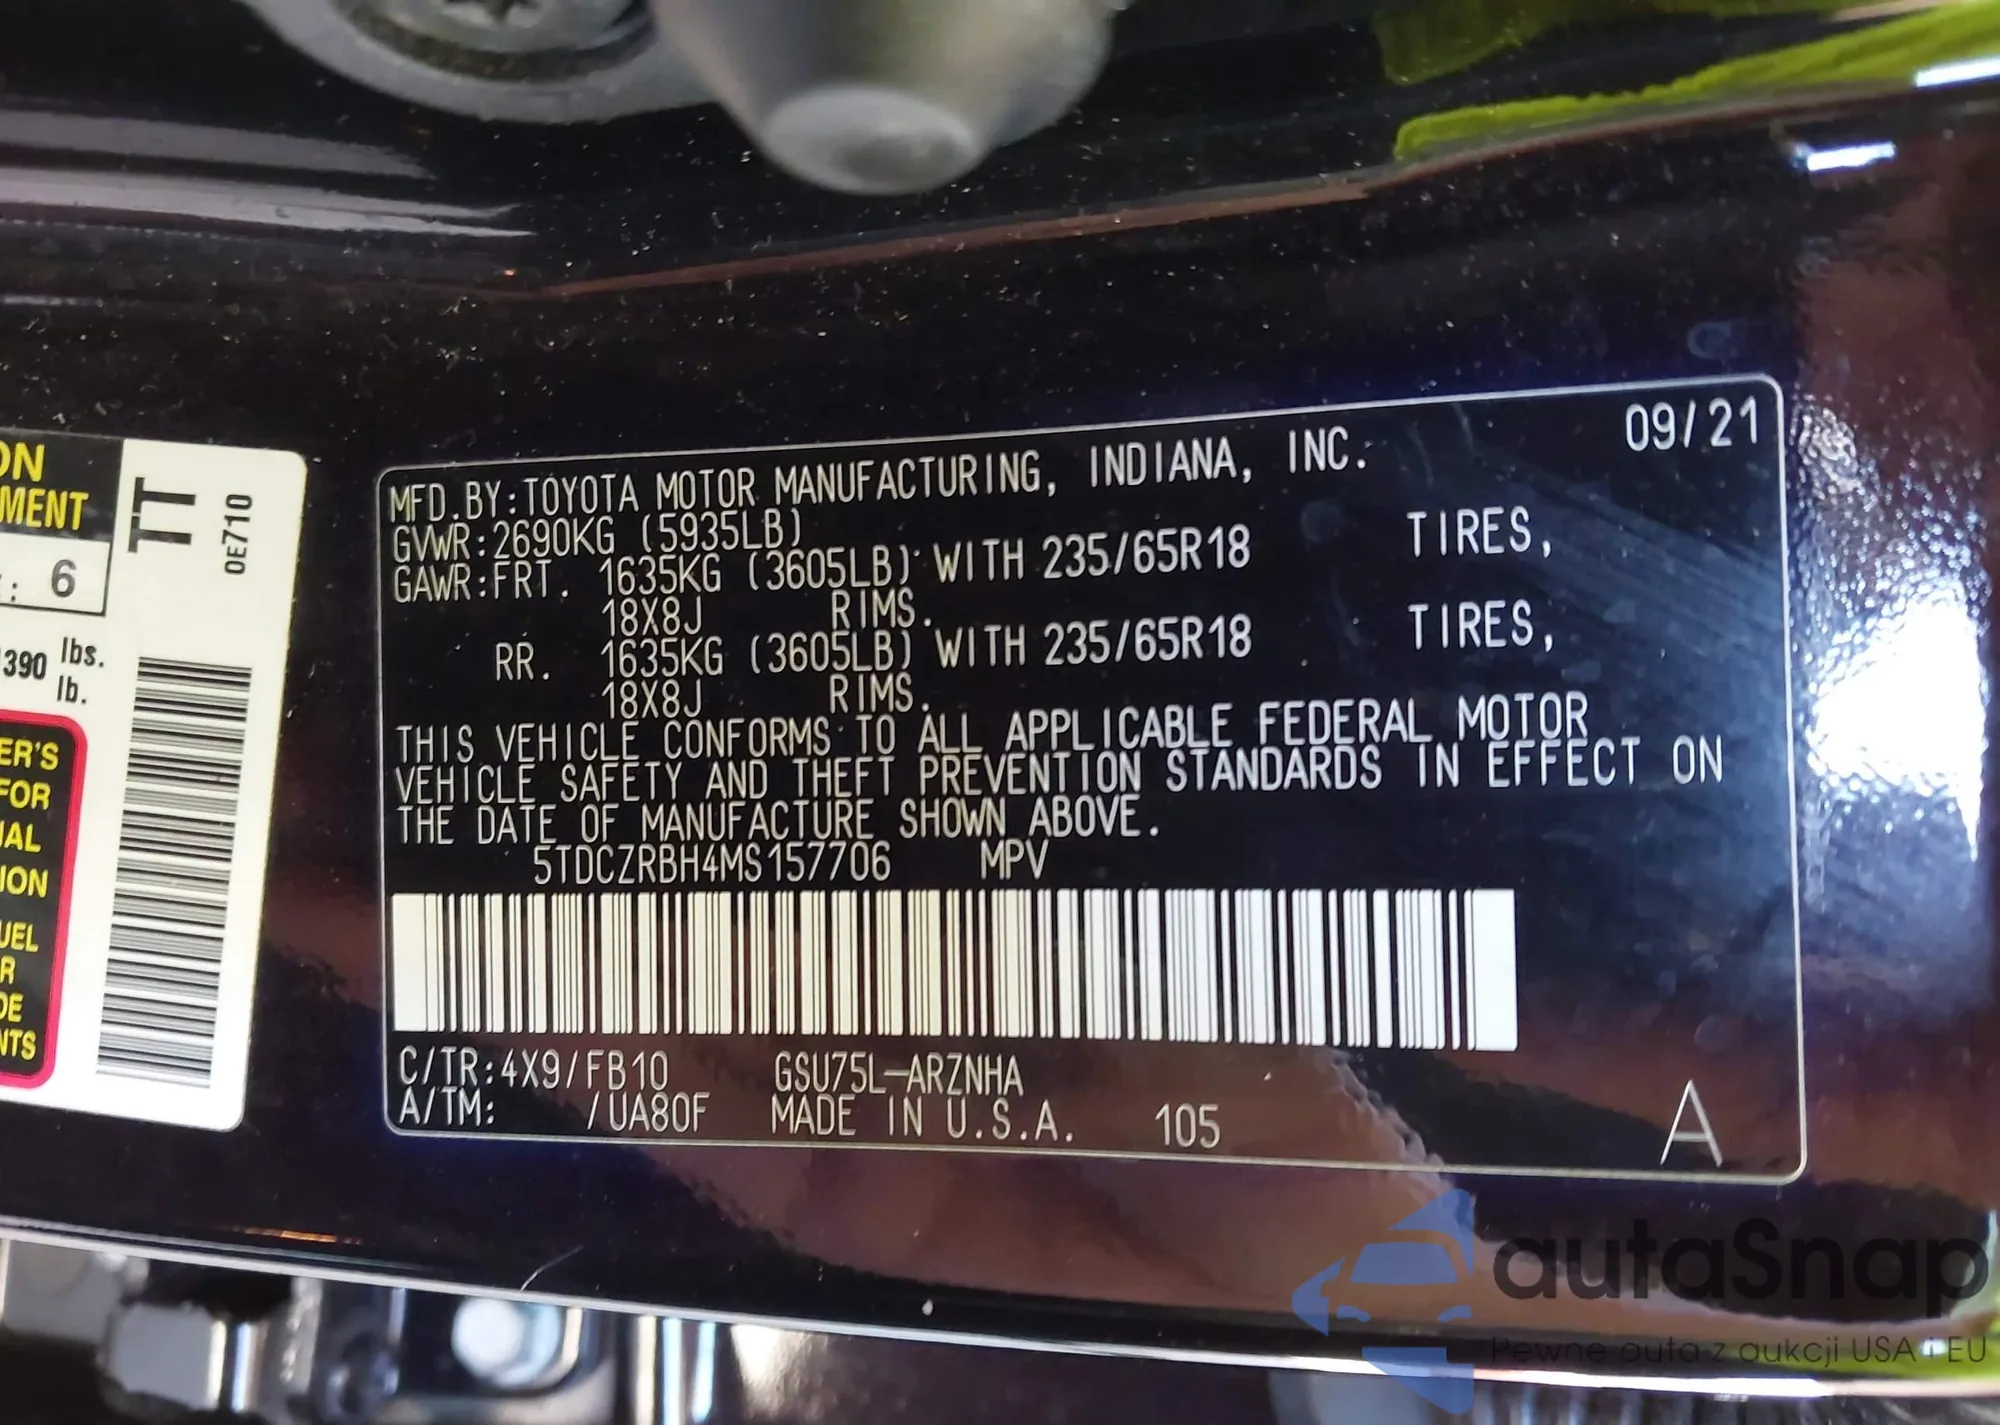 ON
MENT
: 6
390 lbs.
lb.
TT
0E710
ER'S
FOR
ION
UEL
R
DE
NTS
09/21
MFD.BY:TOYOTA MOTOR MANUFACTURING, INDIANA, INC.
GVWR:2690KG (5935LB)
GAWR:FRT. 1635KG (3605LB) WITH 235/65R18 TIRES,
18X8J RIMS.
RR. 1635KG (3605LB) WITH 235/65R18 TIRES,
18X8J RIMS.
THIS VEHICLE CONFORMS TO ALL APPLICABLE FEDERAL MOTOR
VEHICLE SAFETY AND THEFT PREVENTION STANDARDS IN EFFECT ON
THE DATE OF MANUFACTURE SHOWN ABOVE.
5TDCZRBH4MS157706 MPV
C/TR:4X9/FB10 GSU75L-ARZNHA
A/TM: /UA80F MADE IN U.S.A. 105
A
autaSnap
Pewne auta z aukcji USA i EU